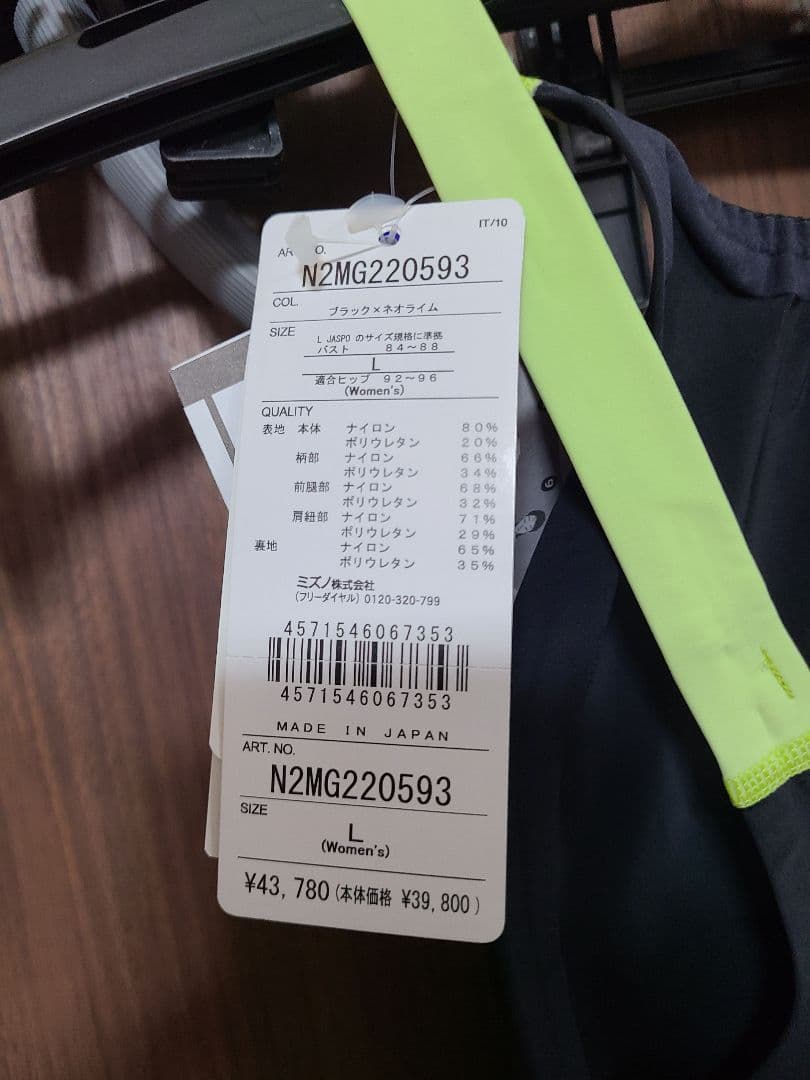 IT/10
ART NO.
N2MG220593
COL.
ブラック×ネオライム
SIZE
L JASPO のサイズ規格に準拠
バスト 84〜88
L
適合ヒップ 92〜96
(Women's)
QUALITY
表地 本体 ナイロン 80%
ポリウレタン 20%
柄部 ナイロン 66%
ポリウレタン 34%
前腿部 ナイロン 68%
ポリウレタン 32%
肩紐部 ナイロン 71%
ポリウレタン 29%
裏地 ナイロン 65%
ポリウレタン 35%
ミズノ株式会社
(フリーダイヤル) 0120-320-799
4571546067353
4571546067353
MADE IN JAPAN
ART. NO.
N2MG220593
SIZE
L
(Women's)
¥43,780 (本体価格 ¥39,800)